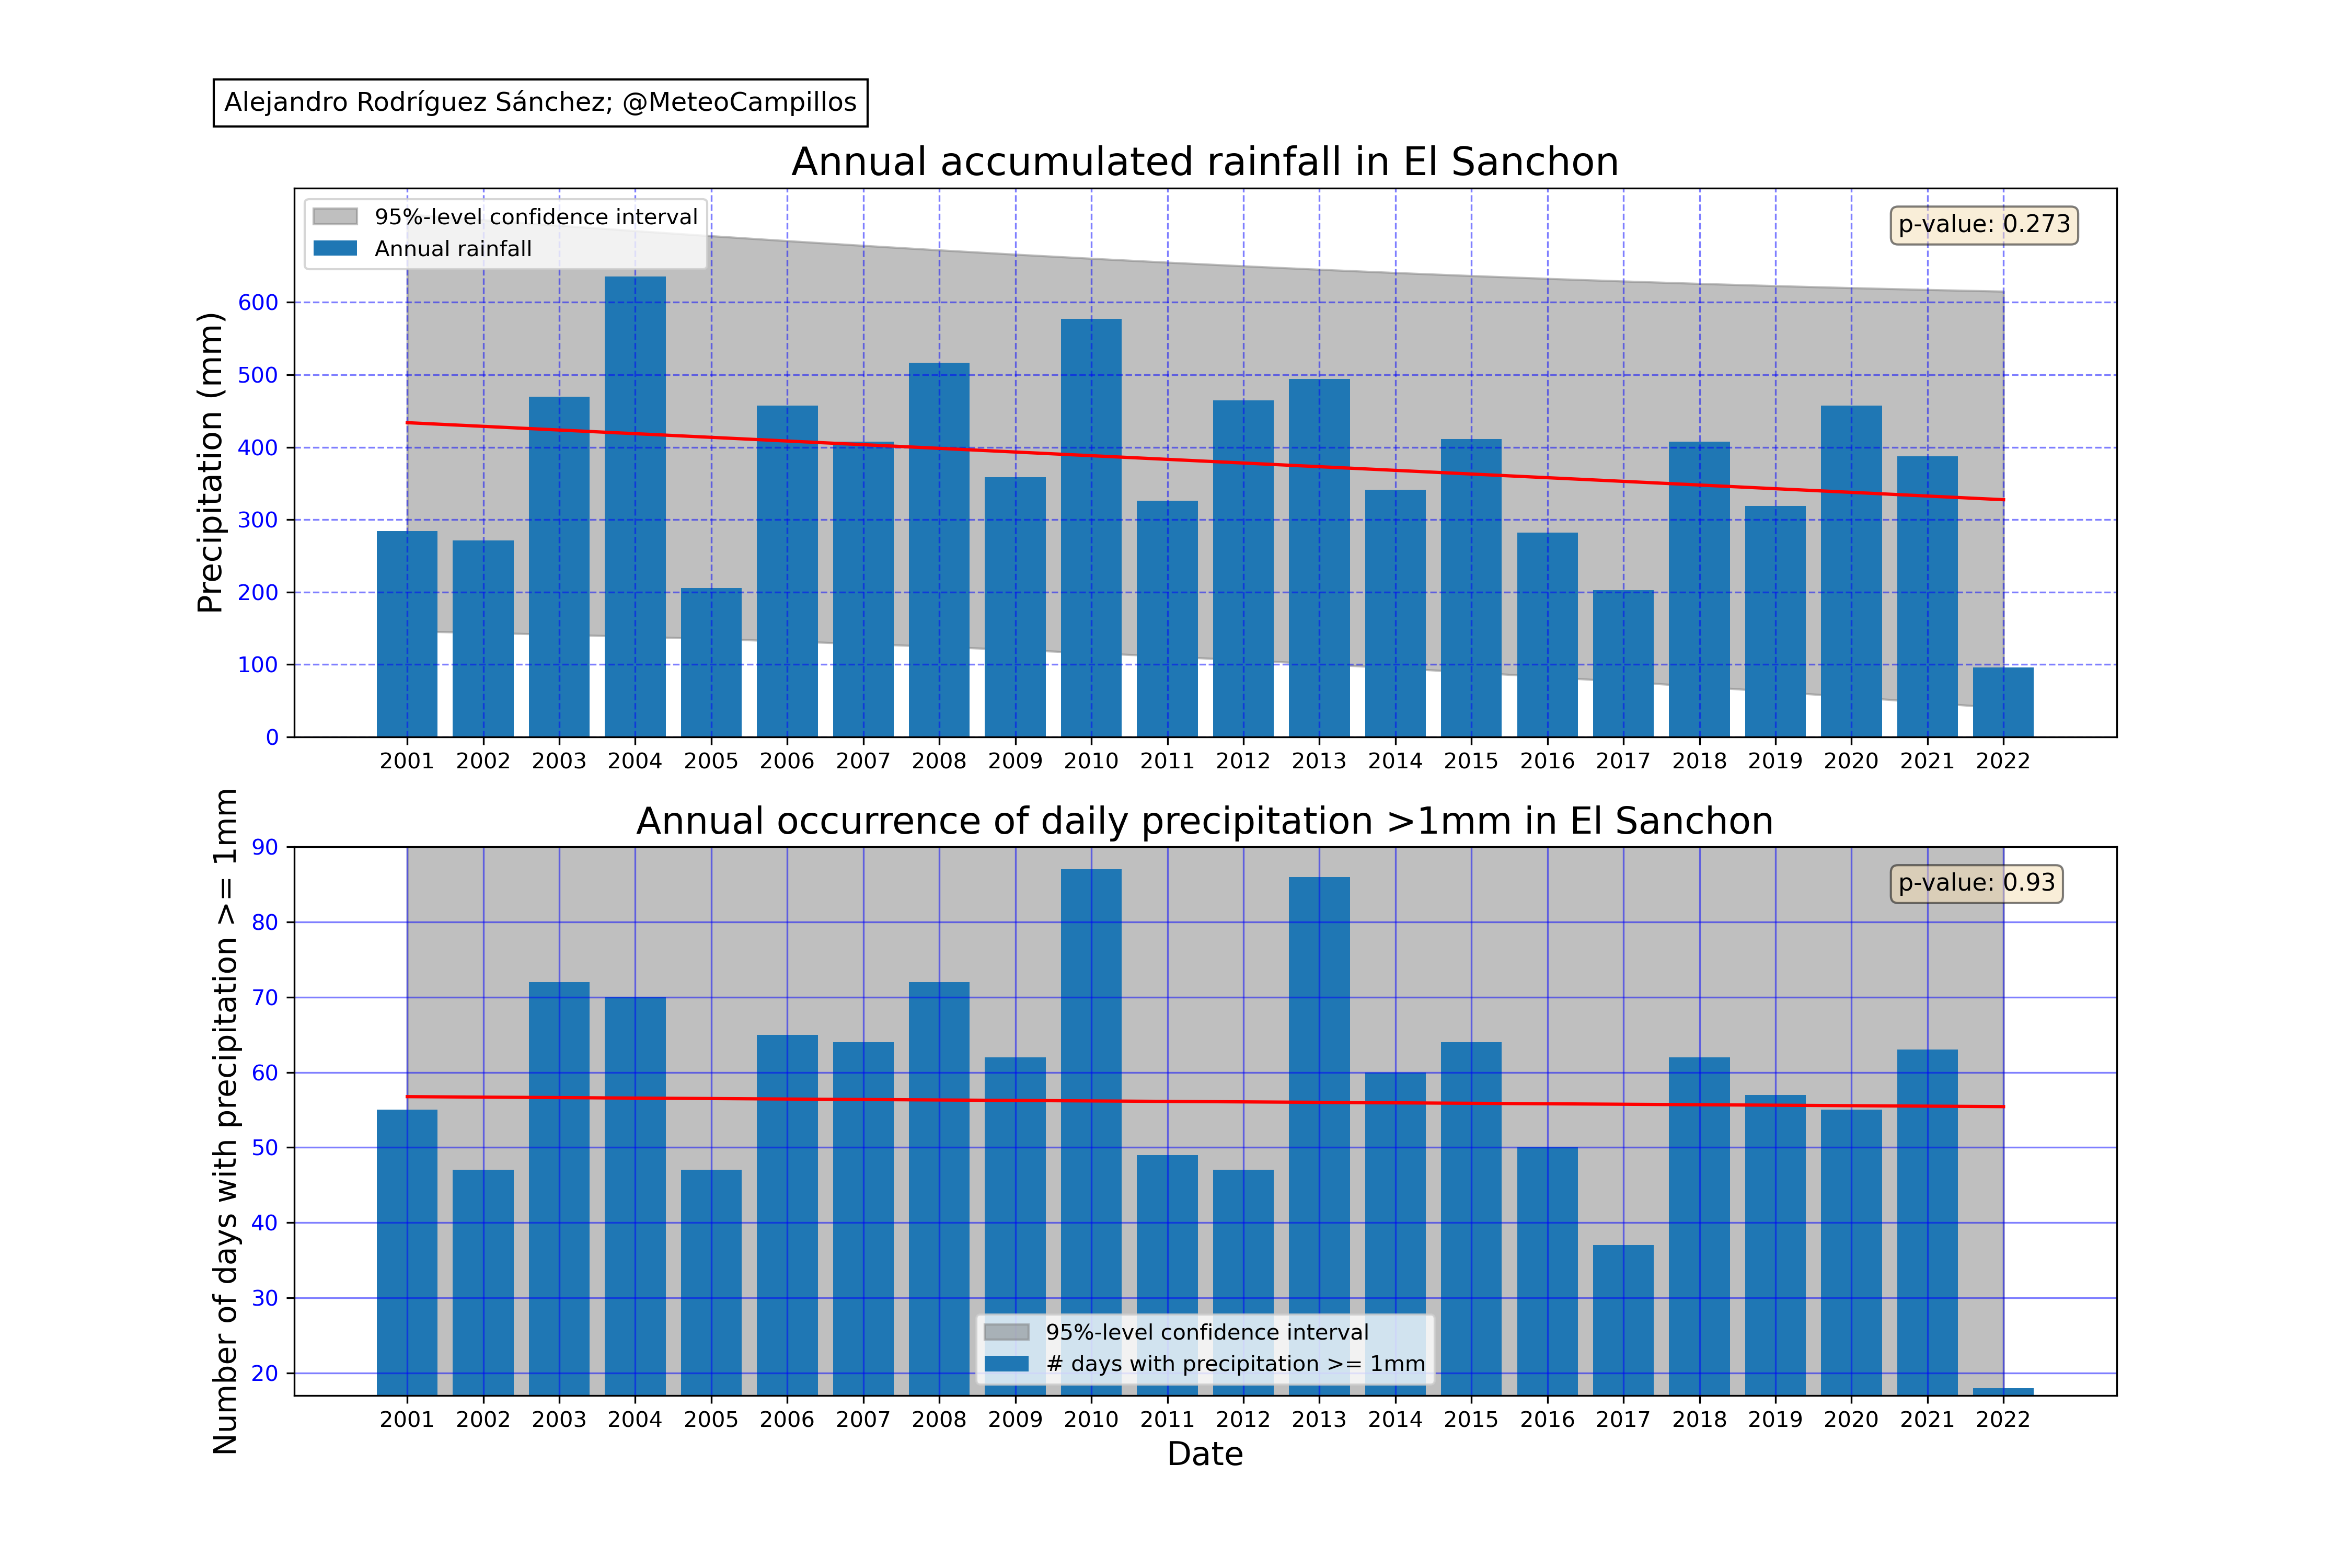 Alejandro Rodríguez Sánchez; @MeteoCampillos
Annual accumulated rainfall in El Sanchon
95%-level confidence interval
Annual rainfall
p-value: 0.273
Precipitation (mm)
600
500
400
300
200
100
0
2001 2002 2003 2004 2005 2006 2007 2008 2009 2010 2011 2012 2013 2014 2015 2016 2017 2018 2019 2020 2021 2022
Annual occurrence of daily precipitation >1mm in El Sanchon
p-value: 0.93
Number of days with precipitation >= 1mm
90
80
70
60
50
40
30
20
95%-level confidence interval
# days with precipitation >= 1mm
2001 2002 2003 2004 2005 2006 2007 2008 2009 2010 2011 2012 2013 2014 2015 2016 2017 2018 2019 2020 2021 2022
Date